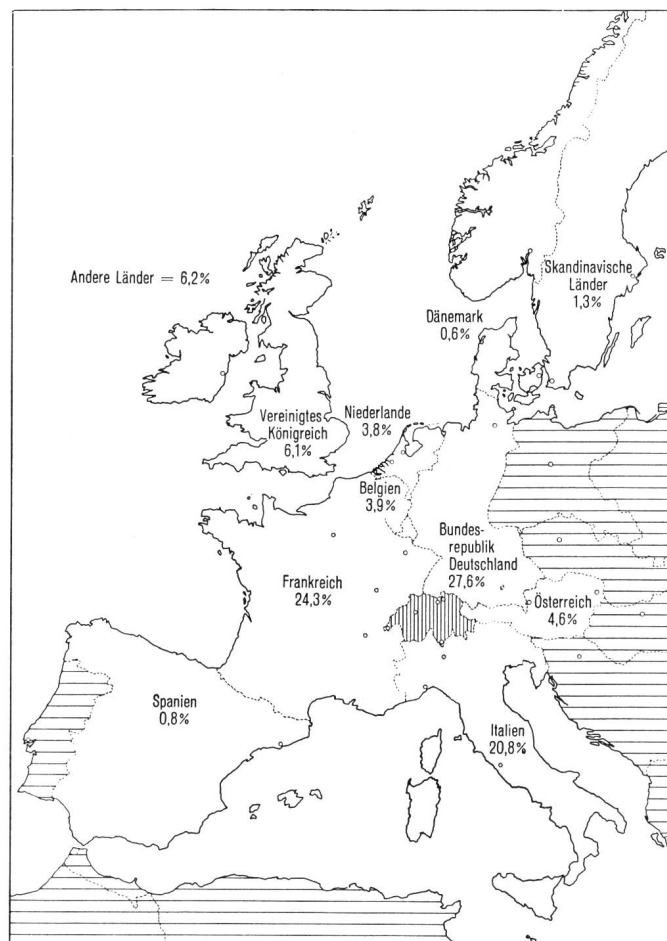 Andere Länder = 6,2%
Skandinavische
Länder
1,3%
Dänemark
0,6%
Vereinigtes
Königreich
6,1%
Niederlande
3,8%
Belgien
3,9%
Bundes-
republik
Deutschland
27,6%
Frankreich
24,3%
Österreich
4,6%
Spanien
0,8%
Italien
20,8%